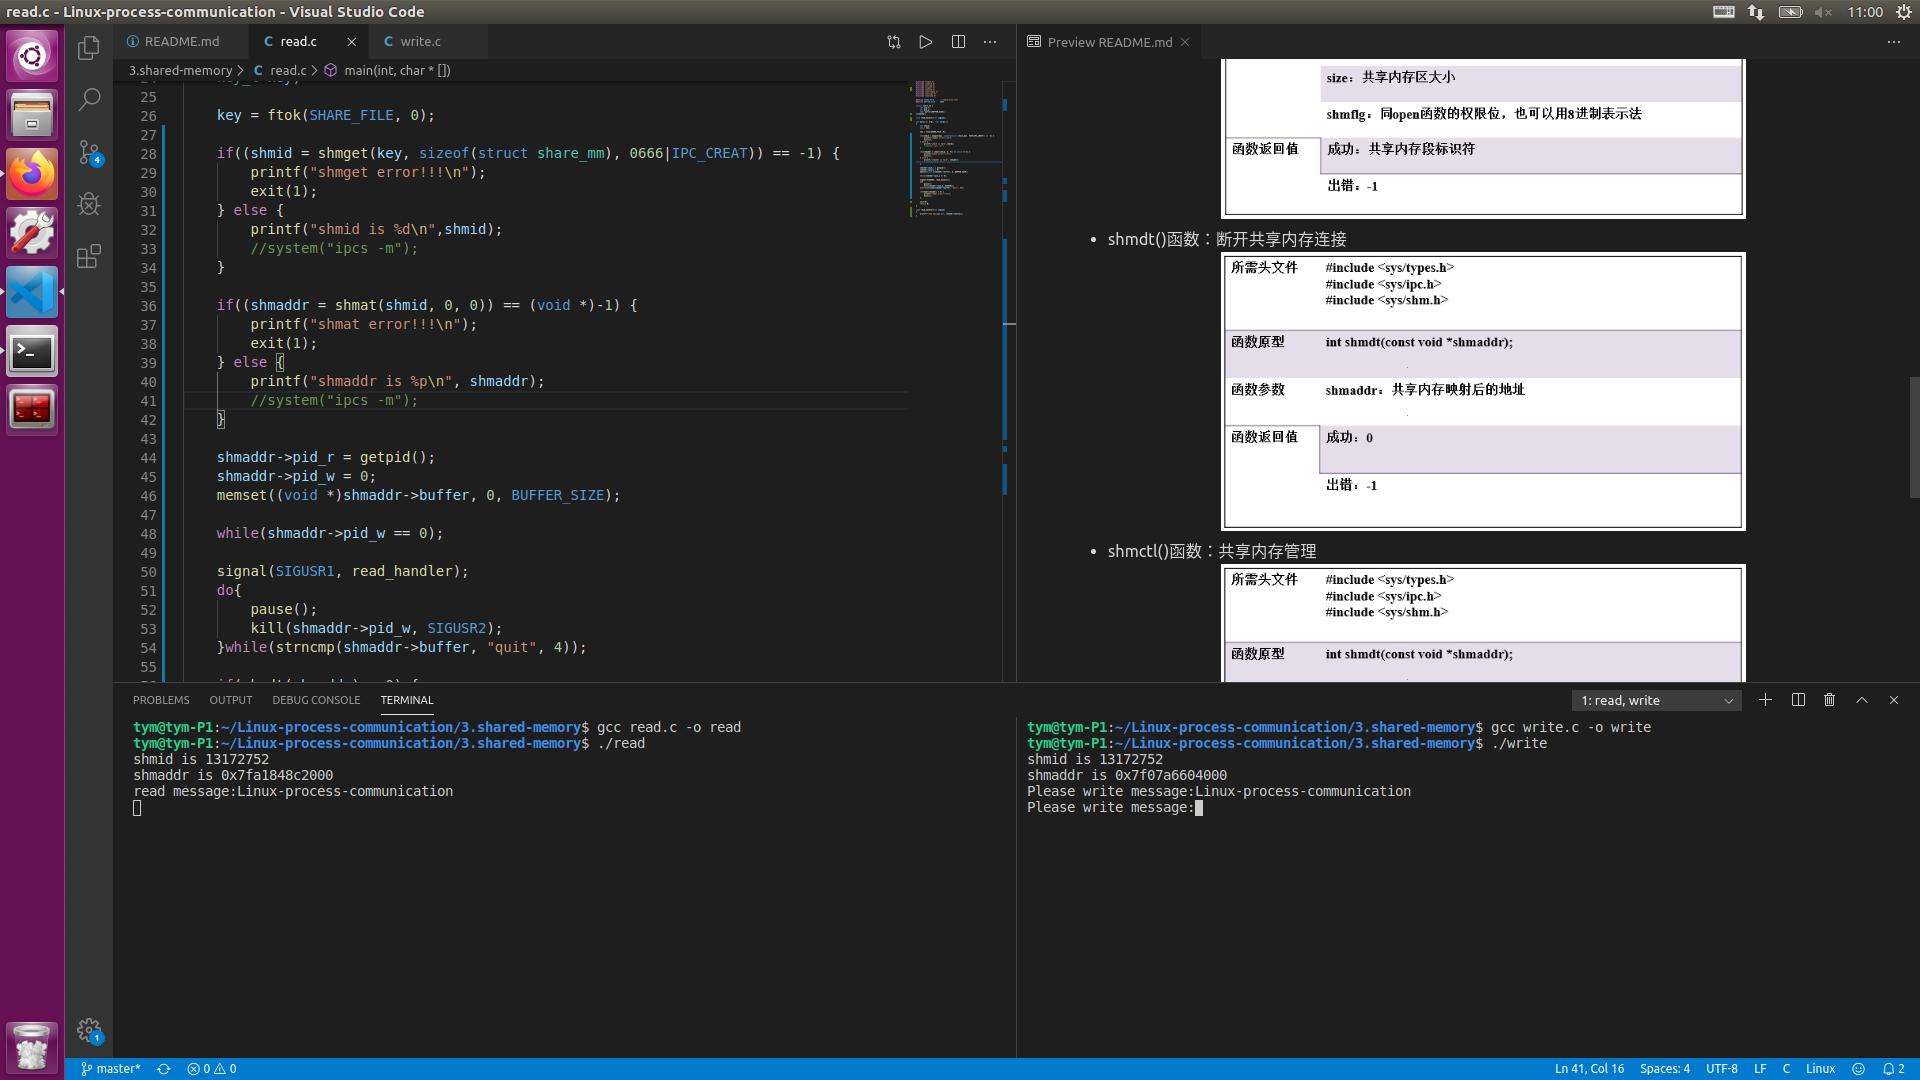 read.c - Linux-process-communication - Visual Studio Code
11:00
README.md
C read.c
C write.c
Preview README.md
3.shared-memory > C read.c > main(int, char * [])
25
26 key = ftok(SHARE_FILE, 0);
27
28 if((shmid = shmget(key, sizeof(struct share_mm), 0666|IPC_CREAT)) == -1) {
29 printf("shmget error!!!\n");
30 exit(1);
31 } else {
32 printf("shmid is %d\n",shmid);
33 //system("ipcs -m");
34 }
35
36 if((shmaddr = shmat(shmid, 0, 0)) == (void *)-1) {
37 printf("shmat error!!!\n");
38 exit(1);
39 } else {
40 printf("shmaddr is %p\n", shmaddr);
41 //system("ipcs -m");
42 }
43
44 shmaddr->pid_r = getpid();
45 shmaddr->pid_w = 0;
46 memset((void *)shmaddr->buffer, 0, BUFFER_SIZE);
47
48 while(shmaddr->pid_w == 0);
49
50 signal(SIGUSR1, read_handler);
51 do{
52 pause();
53 kill(shmaddr->pid_w, SIGUSR2);
54 }while(strncmp(shmaddr->buffer, "quit", 4));
55
size：共享内存区大小
shmflg：同open函数的权限位，也可以用8进制表示法
函数返回值 成功：共享内存段标识符
出错：-1
• shmdt()函数：断开共享内存连接
所需头文件 #include <sys/types.h>
#include <sys/ipc.h>
#include <sys/shm.h>
函数原型 int shmdt(const void *shmaddr);
函数参数 shmaddr：共享内存映射后的地址
函数返回值 成功：0
出错：-1
• shmctl()函数：共享内存管理
所需头文件 #include <sys/types.h>
#include <sys/ipc.h>
#include <sys/shm.h>
函数原型 int shmdt(const void *shmaddr);
4
1
PROBLEMS OUTPUT DEBUG CONSOLE TERMINAL
1: read, write
tym@tym-P1:~/Linux-process-communication/3.shared-memory$ gcc read.c -o read
tym@tym-P1:~/Linux-process-communication/3.shared-memory$ ./read
shmid is 13172752
shmaddr is 0x7fa1848c2000
read message:Linux-process-communication
tym@tym-P1:~/Linux-process-communication/3.shared-memory$ gcc write.c -o write
tym@tym-P1:~/Linux-process-communication/3.shared-memory$ ./write
shmid is 13172752
shmaddr is 0x7f07a6604000
Please write message:Linux-process-communication
Please write message:
master* 0 0
Ln 41, Col 16 Spaces: 4 UTF-8 LF C Linux 2